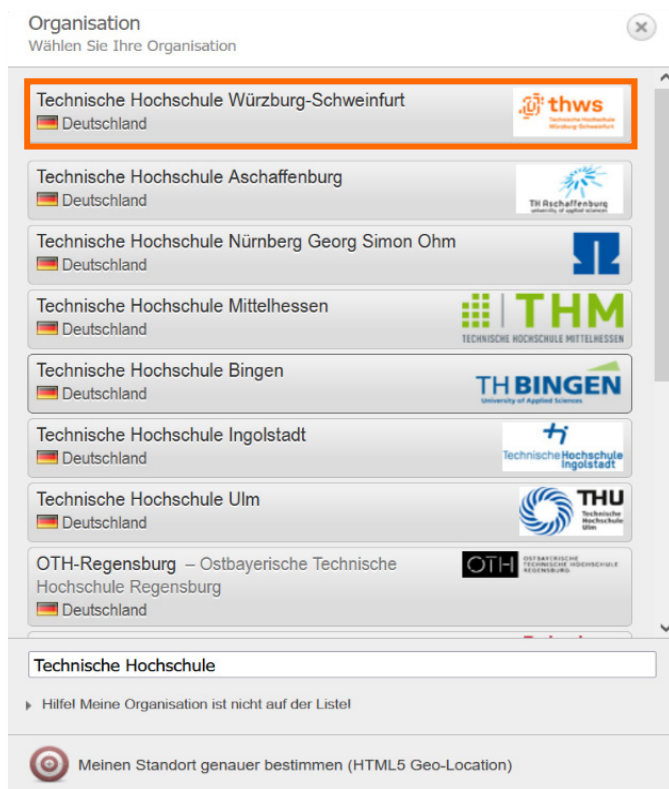 Organisation
Wählen Sie Ihre Organisation
Technische Hochschule Würzburg-Schweinfurt
Deutschland
thws
Technische Hochschule
Würzburg-Schweinfurt
Technische Hochschule Aschaffenburg
Deutschland
TH Aschaffenburg
university of applied sciences
Technische Hochschule Nürnberg Georg Simon Ohm
Deutschland
Technische Hochschule Mittelhessen
Deutschland
THM
TECHNISCHE HOCHSCHULE MITTELHESSEN
Technische Hochschule Bingen
Deutschland
TH BINGEN
University of Applied Sciences
Technische Hochschule Ingolstadt
Deutschland
Technische Hochschule
Ingolstadt
Technische Hochschule Ulm
Deutschland
THU
Technische
Hochschule
Ulm
OTH-Regensburg – Ostbayerische Technische
Hochschule Regensburg
Deutschland
OTH
OSTBAYERISCHE
TECHNISCHE HOCHSCHULE
REGENSBURG
Technische Hochschule
Hilfe! Meine Organisation ist nicht auf der Liste!
Meinen Standort genauer bestimmen (HTML5 Geo-Location)